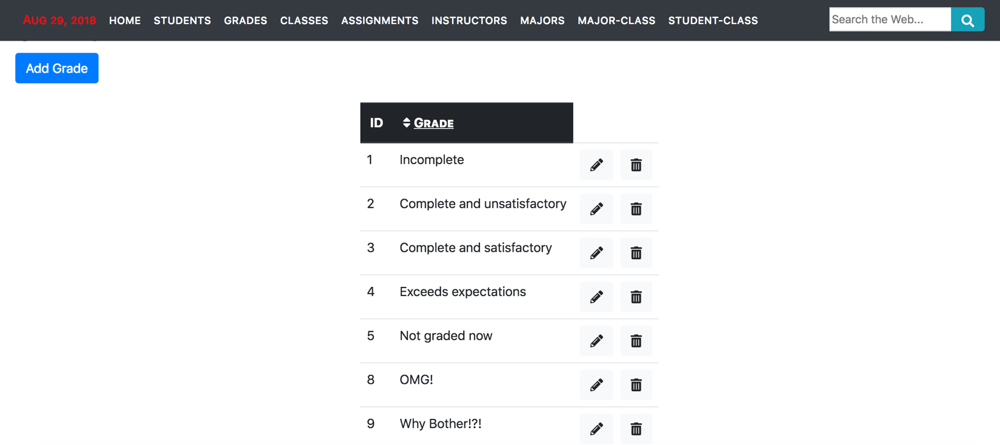 Aug 29, 2018 HOME STUDENTS GRADES CLASSES ASSIGNMENTS INSTRUCTORS MAJORS MAJOR-CLASS STUDENT-CLASS Search the Web...
Add Grade
ID Grade
1 Incomplete
2 Complete and unsatisfactory
3 Complete and satisfactory
4 Exceeds expectations
5 Not graded now
8 OMG!
9 Why Bother!?!